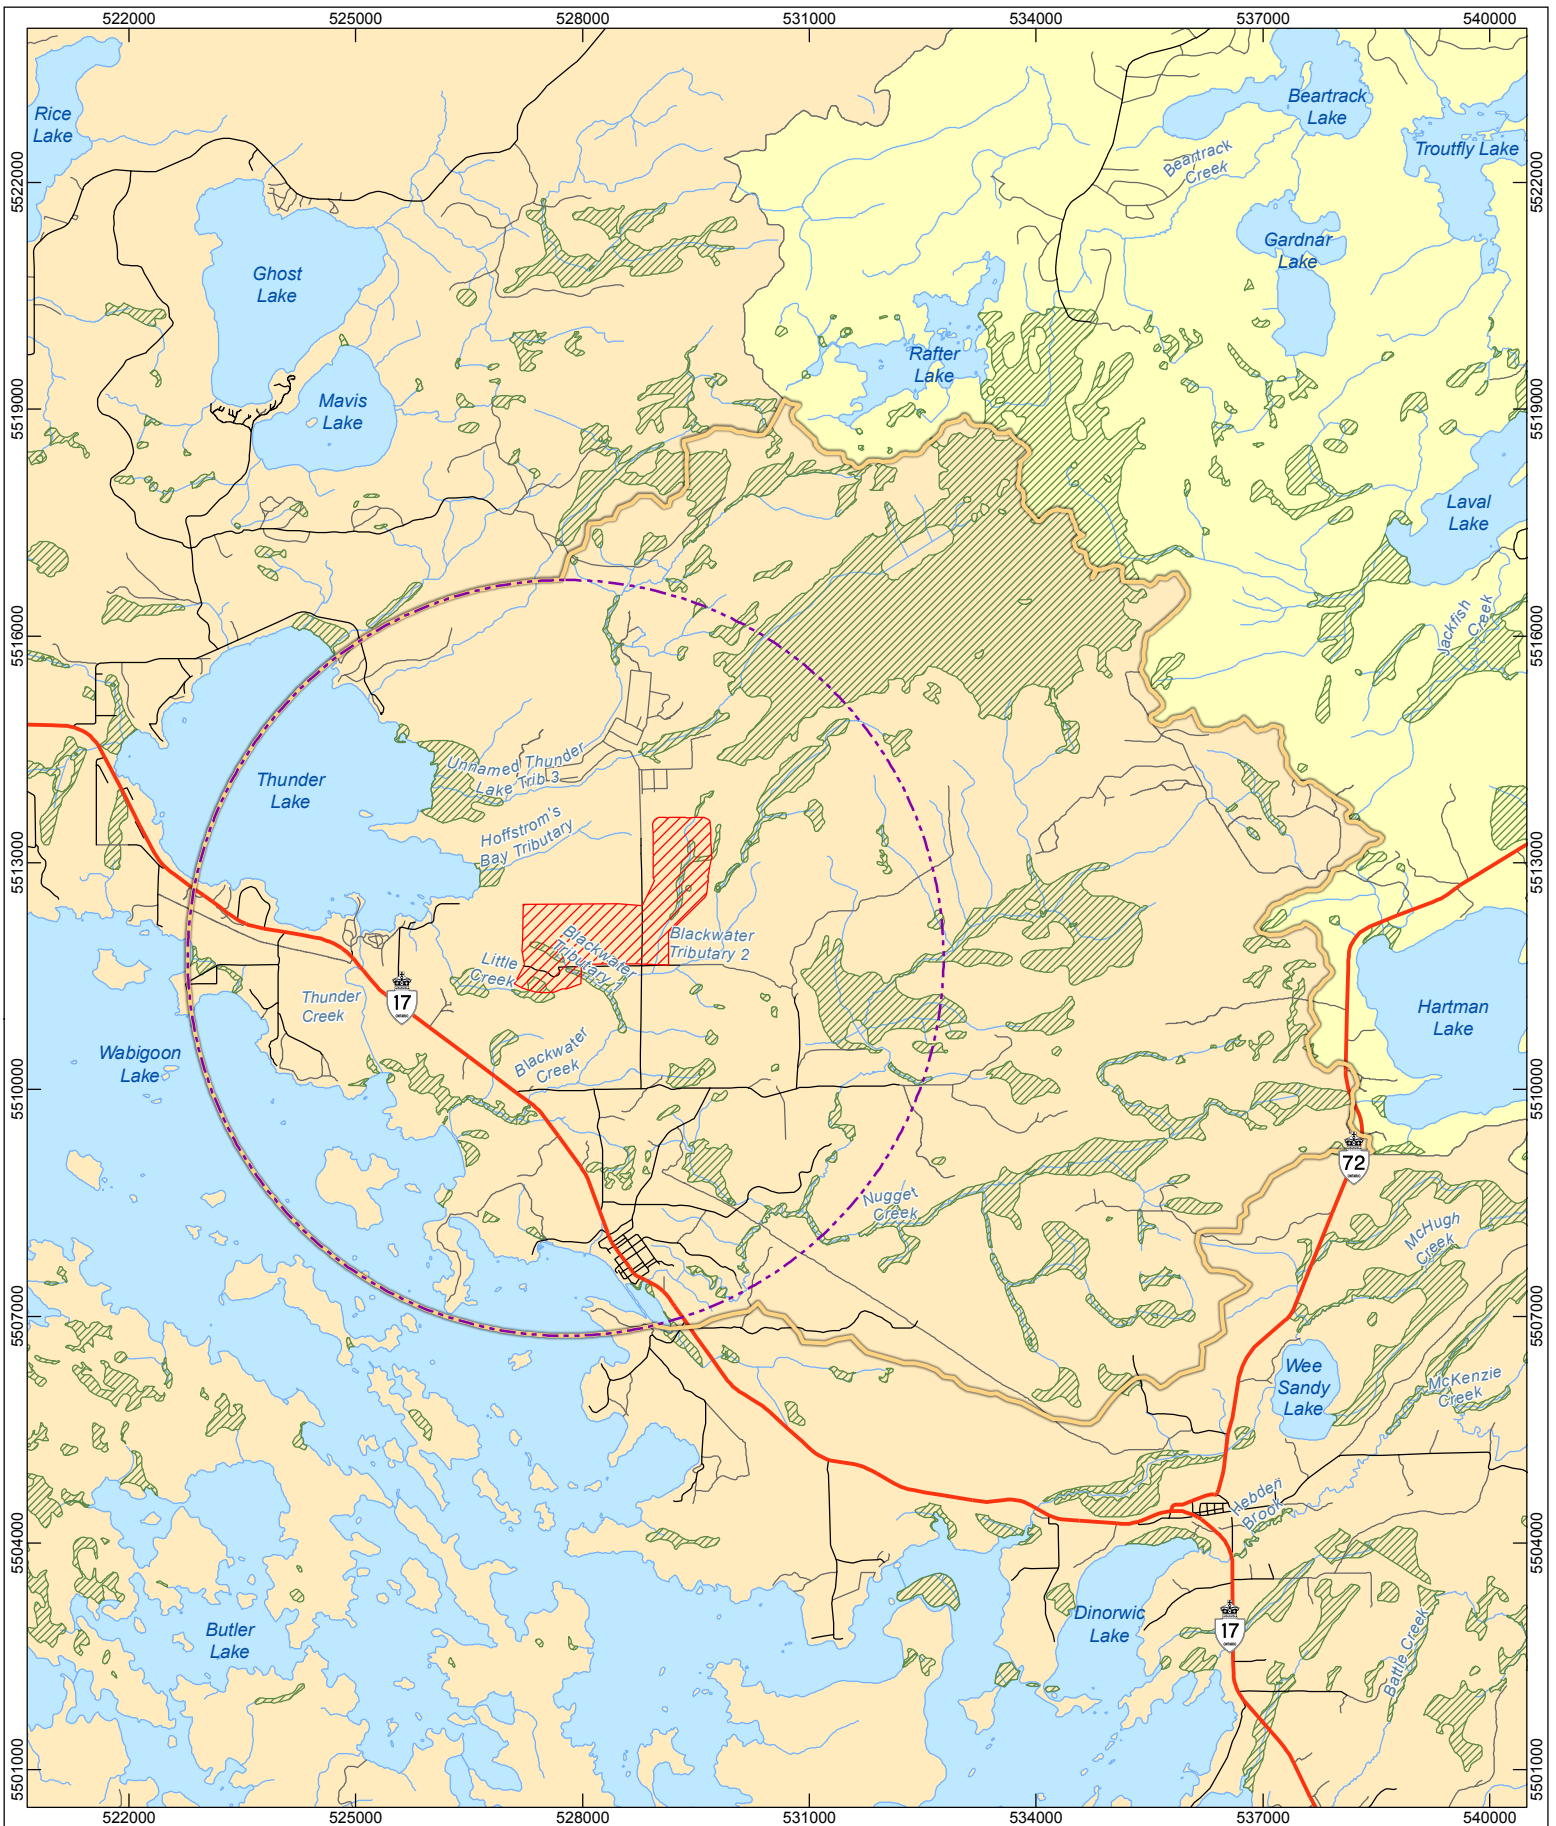 522000 525000 528000 531000 534000 537000 540000
Rice
Lake
Beartrack
Lake
Troutfly Lake
Beartrack
Creek
5522000
5522000
Gardnar
Lake
Ghost
Lake
Rafter
Lake
Mavis
Lake
5519000
5519000
Laval
Lake
Jackfish
Creek
5516000
5516000
Unnamed Thunder
Lake Trib 3
Thunder
Lake
Hoffstrom's
Bay Tributary
5513000
5513000
Blackwater
Tributary 1
Blackwater
Tributary 2
Little
Creek
Thunder
Creek
17
ONTARIO
Hartman
Lake
Blackwater
Creek
Wabigoon
Lake
5510000
5510000
72
ONTARIO
Nugget
Creek
McHugh
Creek
5507000
5507000
Wee
Sandy
Lake
McKenzie
Creek
Hebden
Brook
5504000
5504000
Dinorwic
Lake
17
ONTARIO
Butler
Lake
Battle Creek
5501000
5501000
522000 525000 528000 531000 534000 537000 540000